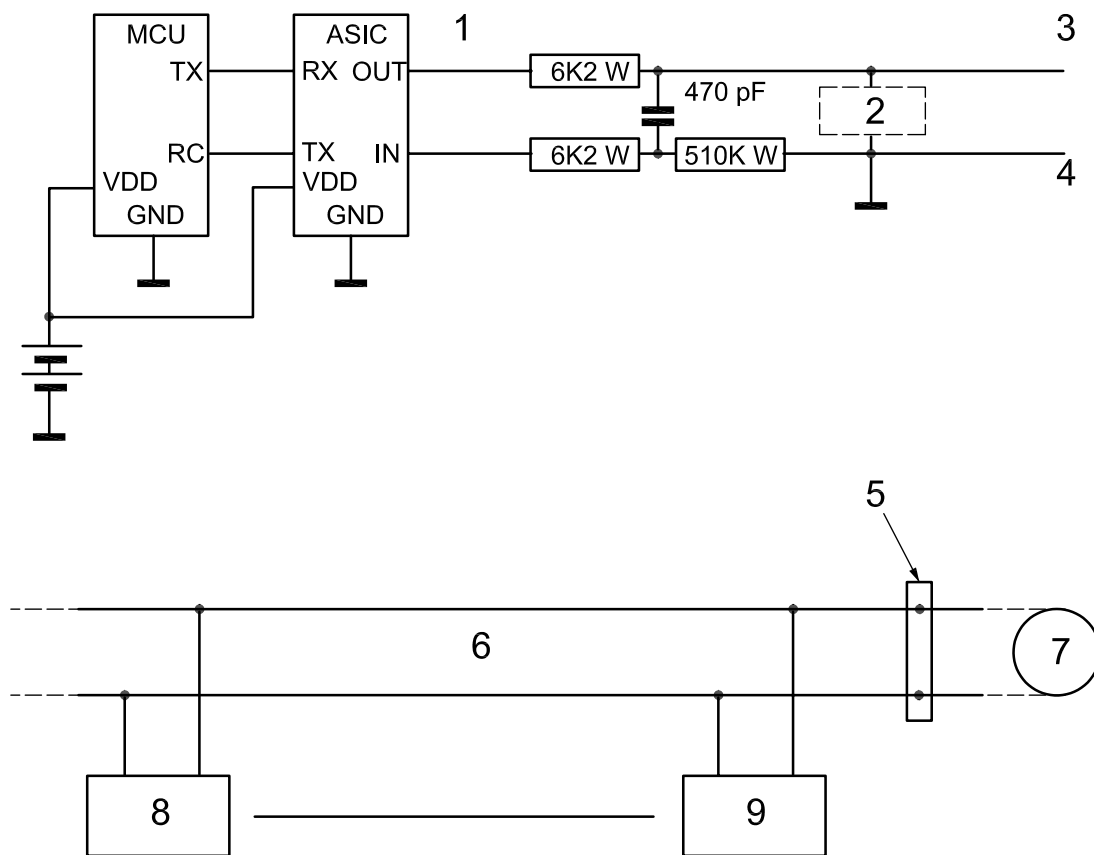 MCU
ASIC
1
3
TX
RX
OUT
6K2 W
470 pF
2
RC
TX
IN
6K2 W
510K W
4
VDD
VDD
GND
GND
5
6
7
8
9